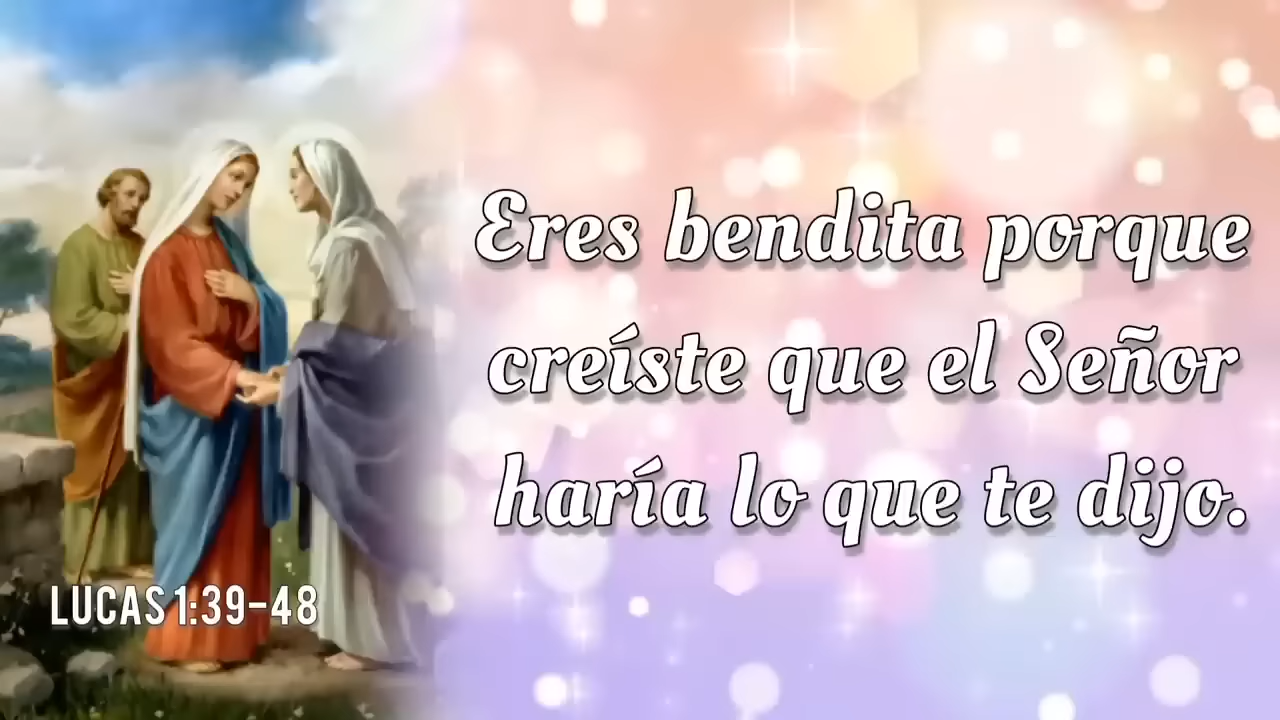 Eres bendita porque
creíste que el Señor
haría lo que te dijo.
LUCAS 1:39-48